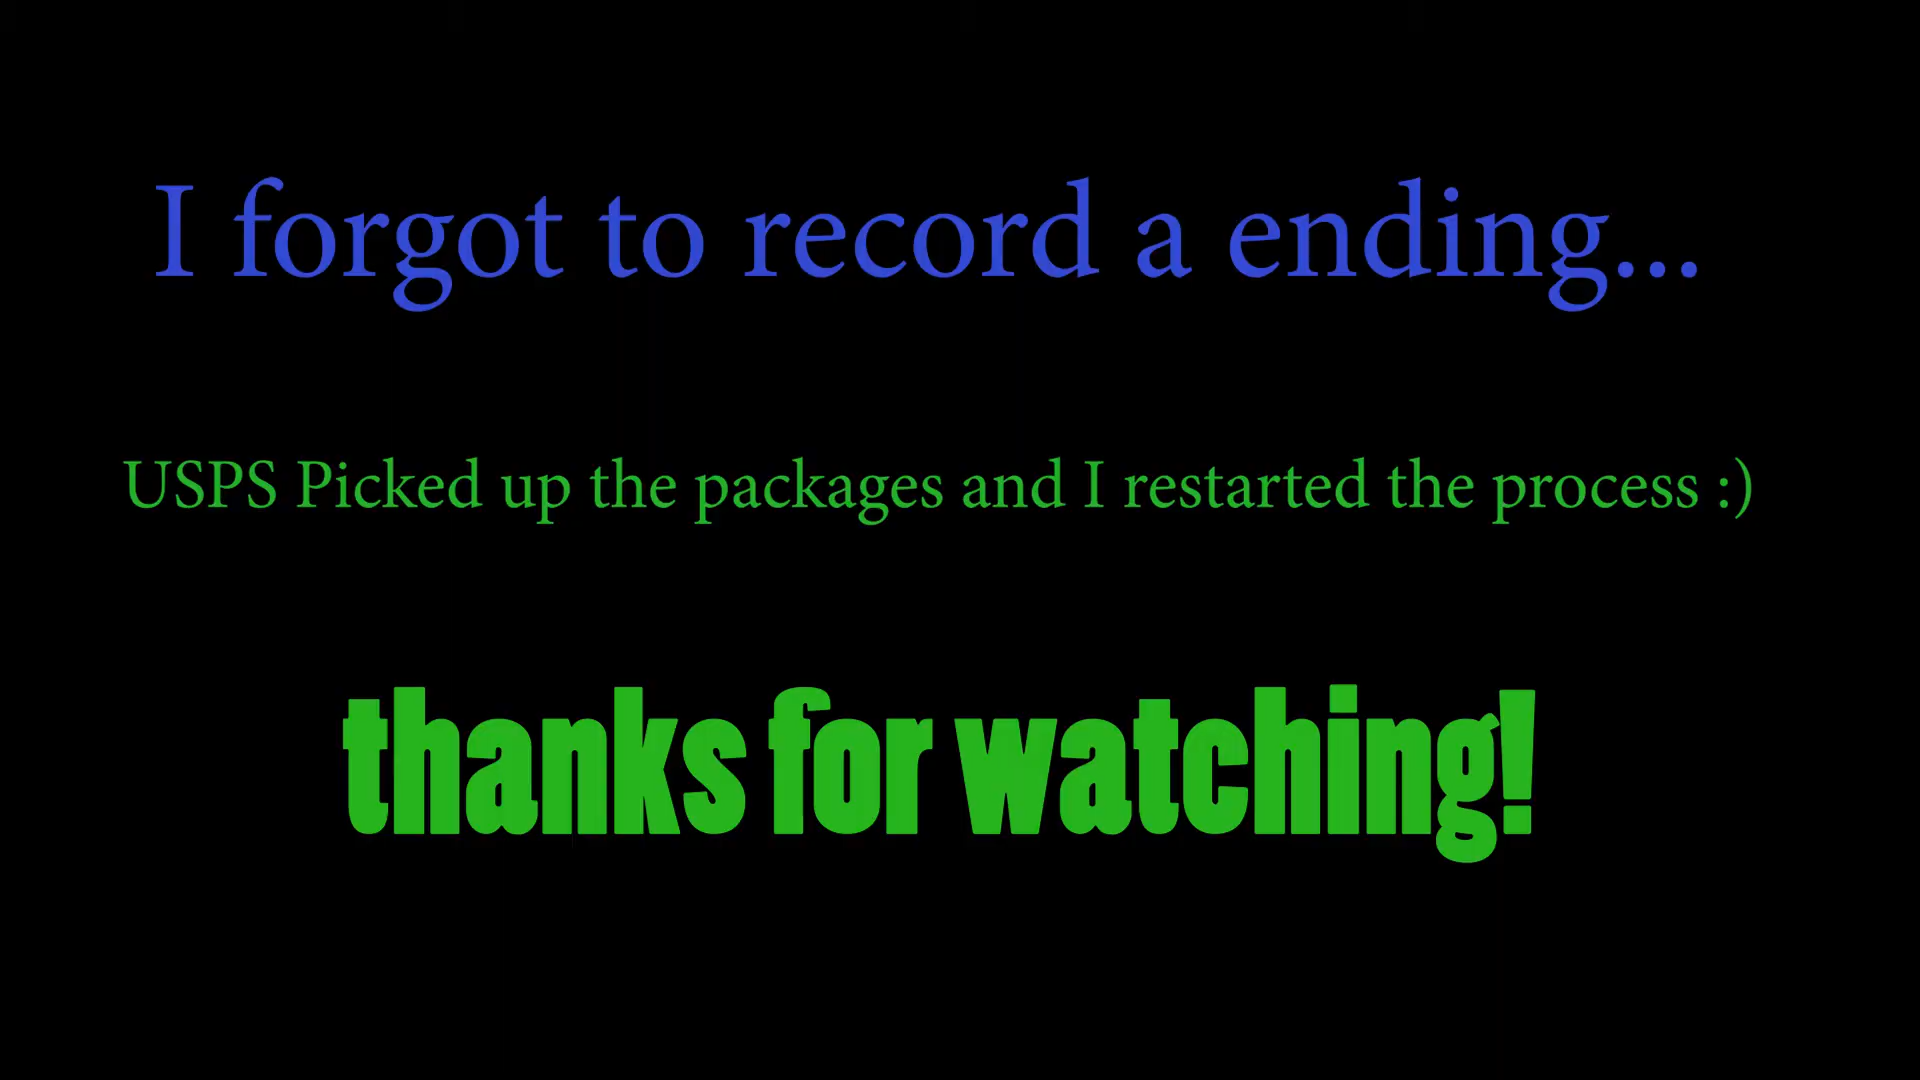 I forgot to record a ending...
USPS Picked up the packages and I restarted the process :)
thanks for watching!